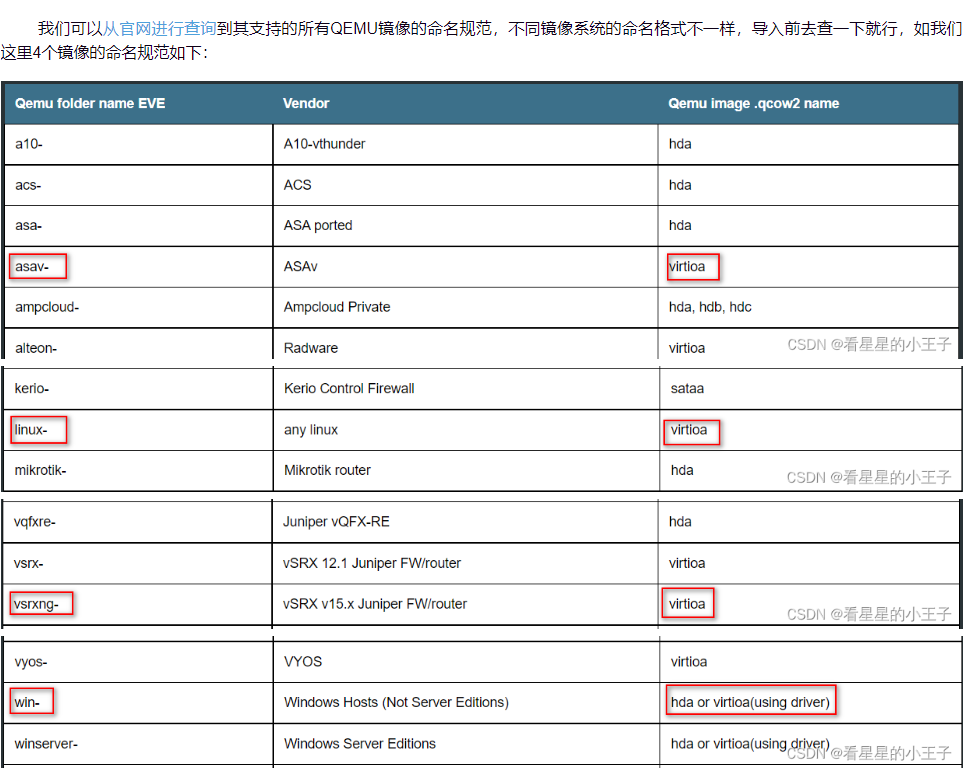 我们可以从官网进行查询到其支持的所有QEMU镜像的命名规范，不同镜像系统的命名格式不一样，导入前去查一下就行，如我们
这里4个镜像的命名规范如下：
Qemu folder name EVE Vendor Qemu image .qcow2 name
a10- A10-vthunder hda
acs- ACS hda
asa- ASA ported hda
asav- ASAv virtioa
ampcloud- Ampcloud Private hda, hdb, hdc
alteon- Radware virtioa
CSDN @看星星的小王子
kerio- Kerio Control Firewall sataa
linux- any linux virtioa
mikrotik- Mikrotik router hda
CSDN @看星星的小王子
vqfxre- Juniper vQFX-RE hda
vsrx- vSRX 12.1 Juniper FW/router virtioa
vsrxng- vSRX v15.x Juniper FW/router virtioa
CSDN @看星星的小王子
vyos- VYOS virtioa
win- Windows Hosts (Not Server Editions) hda or virtioa(using driver)
winserver- Windows Server Editions hda or virtioa(using driver)
CSDN @看星星的小王子